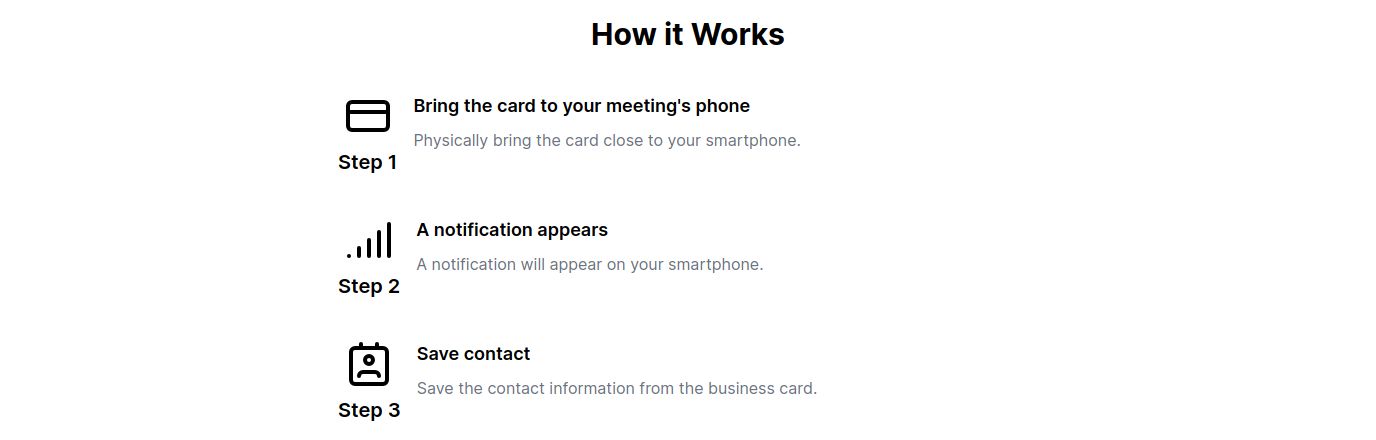 How it Works
Bring the card to your meeting's phone
Physically bring the card close to your smartphone.
Step 1
A notification appears
A notification will appear on your smartphone.
Step 2
Save contact
Save the contact information from the business card.
Step 3